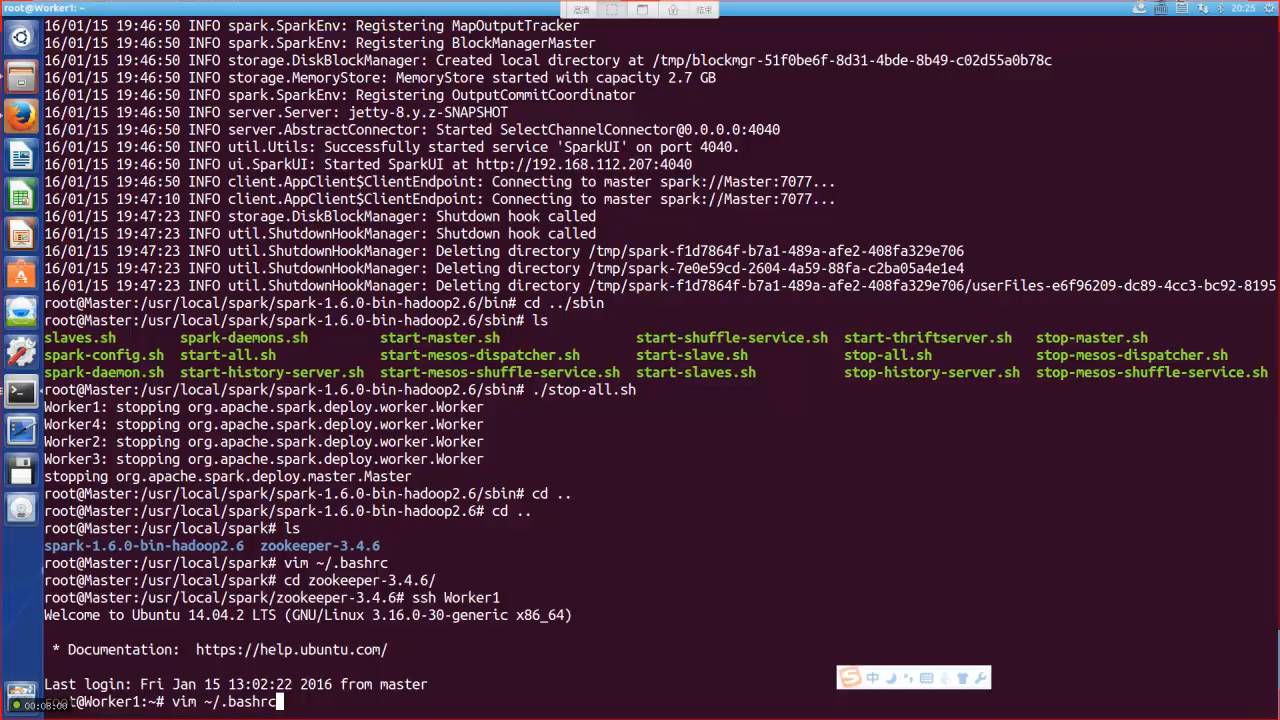 root@Worker1: ~
高清
结束
20:25
16/01/15 19:46:50 INFO spark.SparkEnv: Registering MapOutputTracker
16/01/15 19:46:50 INFO spark.SparkEnv: Registering BlockManagerMaster
16/01/15 19:46:50 INFO storage.DiskBlockManager: Created local directory at /tmp/blockmgr-51f0be6f-8d31-4bde-8b49-c02d55a0b78c
16/01/15 19:46:50 INFO storage.MemoryStore: MemoryStore started with capacity 2.7 GB
16/01/15 19:46:50 INFO spark.SparkEnv: Registering OutputCommitCoordinator
16/01/15 19:46:50 INFO server.Server: jetty-8.y.z-SNAPSHOT
16/01/15 19:46:50 INFO server.AbstractConnector: Started SelectChannelConnector@0.0.0.0:4040
16/01/15 19:46:50 INFO util.Utils: Successfully started service 'SparkUI' on port 4040.
16/01/15 19:46:50 INFO ui.SparkUI: Started SparkUI at http://192.168.112.207:4040
16/01/15 19:46:50 INFO client.AppClient$ClientEndpoint: Connecting to master spark://Master:7077...
16/01/15 19:47:10 INFO client.AppClient$ClientEndpoint: Connecting to master spark://Master:7077...
16/01/15 19:47:23 INFO storage.DiskBlockManager: Shutdown hook called
16/01/15 19:47:23 INFO util.ShutdownHookManager: Shutdown hook called
16/01/15 19:47:23 INFO util.ShutdownHookManager: Deleting directory /tmp/spark-f1d7864f-b7a1-489a-afe2-408fa329e706
16/01/15 19:47:23 INFO util.ShutdownHookManager: Deleting directory /tmp/spark-7e0e59cd-2604-4a59-88fa-c2ba05a4e1e4
16/01/15 19:47:23 INFO util.ShutdownHookManager: Deleting directory /tmp/spark-f1d7864f-b7a1-489a-afe2-408fa329e706/userFiles-e6f96209-dc89-4cc3-bc92-8195
root@Master:/usr/local/spark/spark-1.6.0-bin-hadoop2.6/bin# cd ../sbin
root@Master:/usr/local/spark/spark-1.6.0-bin-hadoop2.6/sbin# ls
slaves.sh spark-daemons.sh start-master.sh start-shuffle-service.sh start-thriftserver.sh stop-master.sh
spark-config.sh start-all.sh start-mesos-dispatcher.sh start-slave.sh stop-all.sh stop-mesos-dispatcher.sh
spark-daemon.sh start-history-server.sh start-mesos-shuffle-service.sh start-slaves.sh stop-history-server.sh stop-mesos-shuffle-service.sh
root@Master:/usr/local/spark/spark-1.6.0-bin-hadoop2.6/sbin# ./stop-all.sh
Worker1: stopping org.apache.spark.deploy.worker.Worker
Worker4: stopping org.apache.spark.deploy.worker.Worker
Worker2: stopping org.apache.spark.deploy.worker.Worker
Worker3: stopping org.apache.spark.deploy.worker.Worker
stopping org.apache.spark.deploy.master.Master
root@Master:/usr/local/spark/spark-1.6.0-bin-hadoop2.6/sbin# cd ..
root@Master:/usr/local/spark/spark-1.6.0-bin-hadoop2.6# cd ..
root@Master:/usr/local/spark# ls
spark-1.6.0-bin-hadoop2.6 zookeeper-3.4.6
root@Master:/usr/local/spark# vim ~/.bashrc
root@Master:/usr/local/spark# cd zookeeper-3.4.6/
root@Master:/usr/local/spark/zookeeper-3.4.6# ssh Worker1
Welcome to Ubuntu 14.04.2 LTS (GNU/Linux 3.16.0-30-generic x86_64)
* Documentation: https://help.ubuntu.com/
中
Last login: Fri Jan 15 13:02:22 2016 from master
t@Worker1:~# vim ~/.bashrc